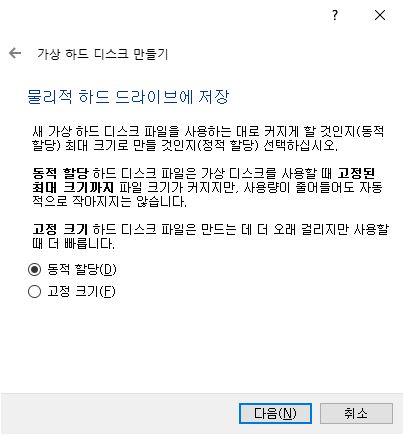 ?
가상 하드 디스크 만들기
물리적 하드 드라이브에 저장
새 가상 하드 디스크 파일을 사용하는 대로 커지게 할 것인지(동적
할당) 최대 크기로 만들 것인지(정적 할당) 선택하십시오.
동적 할당 하드 디스크 파일은 가상 디스크를 사용할 때 고정된
최대 크기까지 파일 크기가 커지지만, 사용량이 줄어들어도 자동
적으로 작아지지는 않습니다.
고정 크기 하드 디스크 파일은 만드는 데 더 오래 걸리지만 사용할
때 더 빠릅니다.
동적 할당(D)
고정 크기(F)
다음(N) 취소